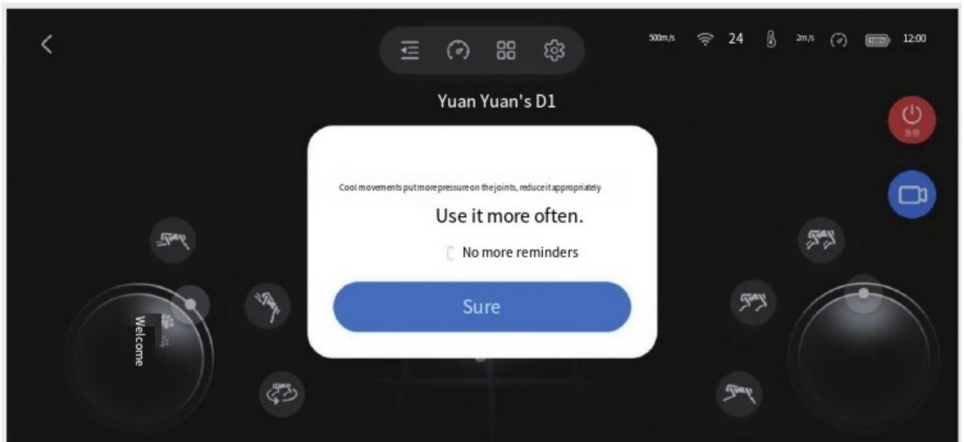 500m/s 24 2m/s 100% 12:00
Yuan Yuan's D1
Cool movements put more pressure on the joints, reduce it appropriately
Use it more often.
No more reminders
Sure
Welcome